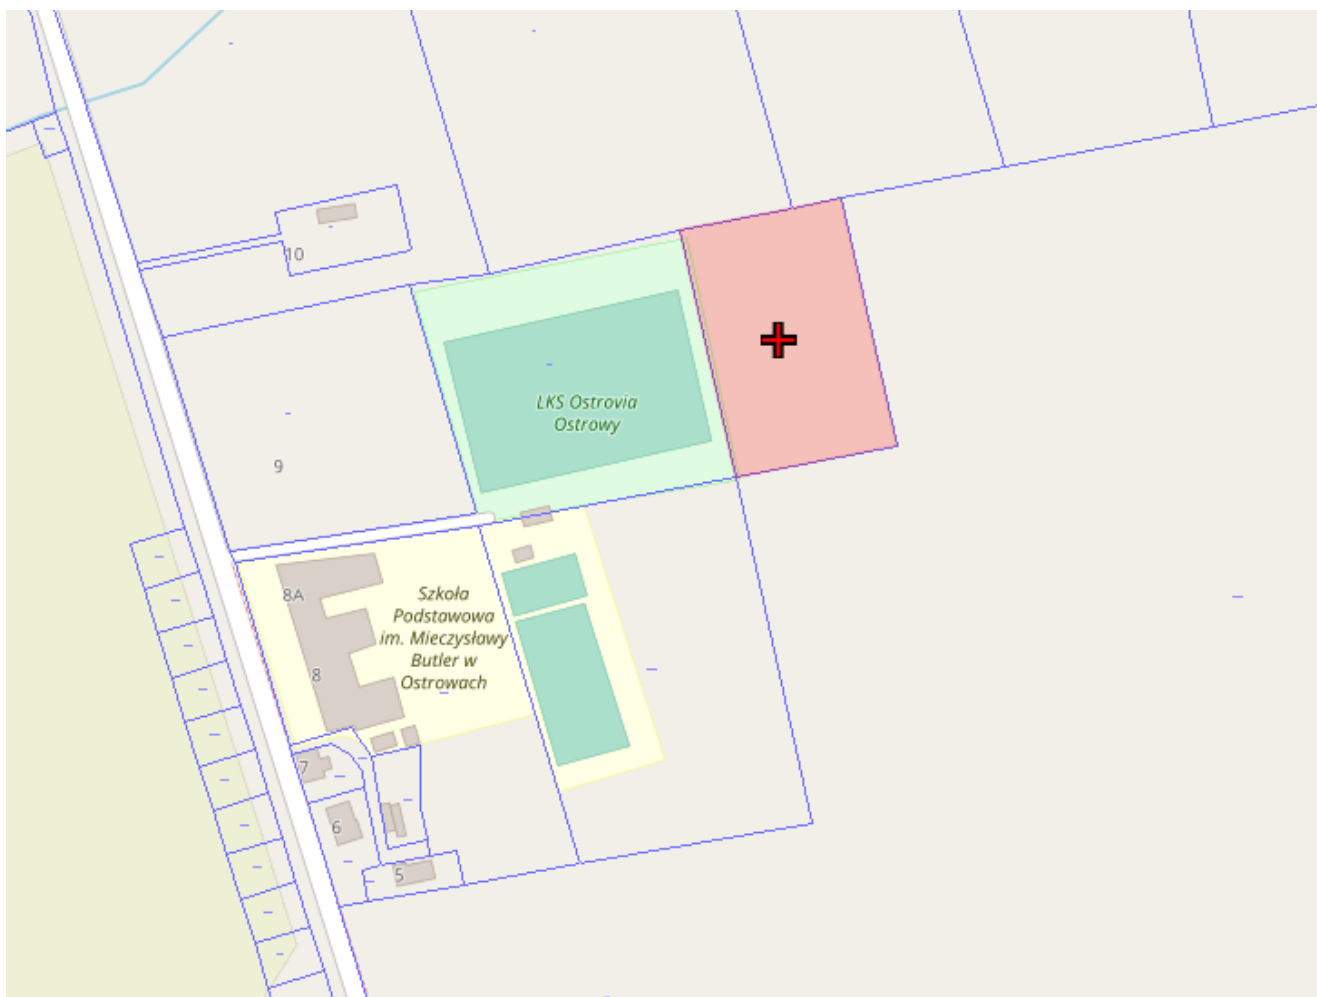 10
LKS Ostrovia
Ostrowy
9
8A
Szkoła
Podstawowa
im. Mieczysławy
Butler w
Ostrowach
8
7
6
5